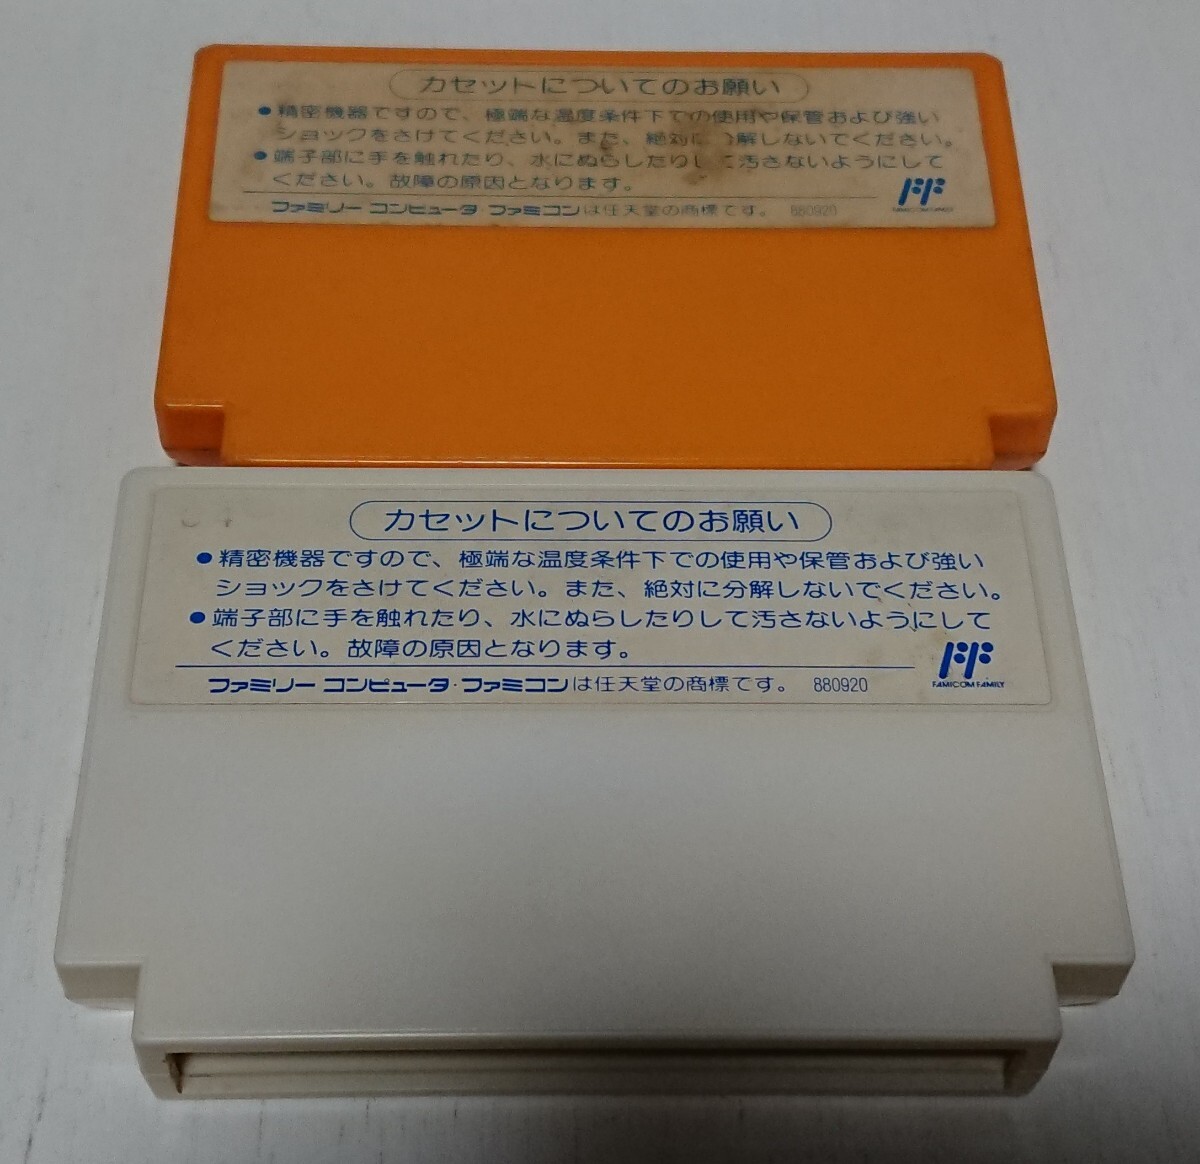 カセットについてのお願い
●精密機器ですので、極端な温度条件下での使用や保管および強い
ショックをさけてください。また、絶対に 解しないでください。
●端子部に手を触れたり、水にぬらしたりして汚さないようにして
ください。故障の原因となります。
FF
FAMICOM FAMILY
ファミリー コンピュータ・ファミコンは任天堂の商標です。 880920
カセットについてのお願い
●精密機器ですので、極端な温度条件下での使用や保管および強い
ショックをさけてください。また、絶対に分解しないでください。
●端子部に手を触れたり、水にぬらしたりして汚さないようにして
ください。故障の原因となります。
FF
FAMICOM FAMILY
ファミリー コンピュータ・ファミコンは任天堂の商標です。 880920